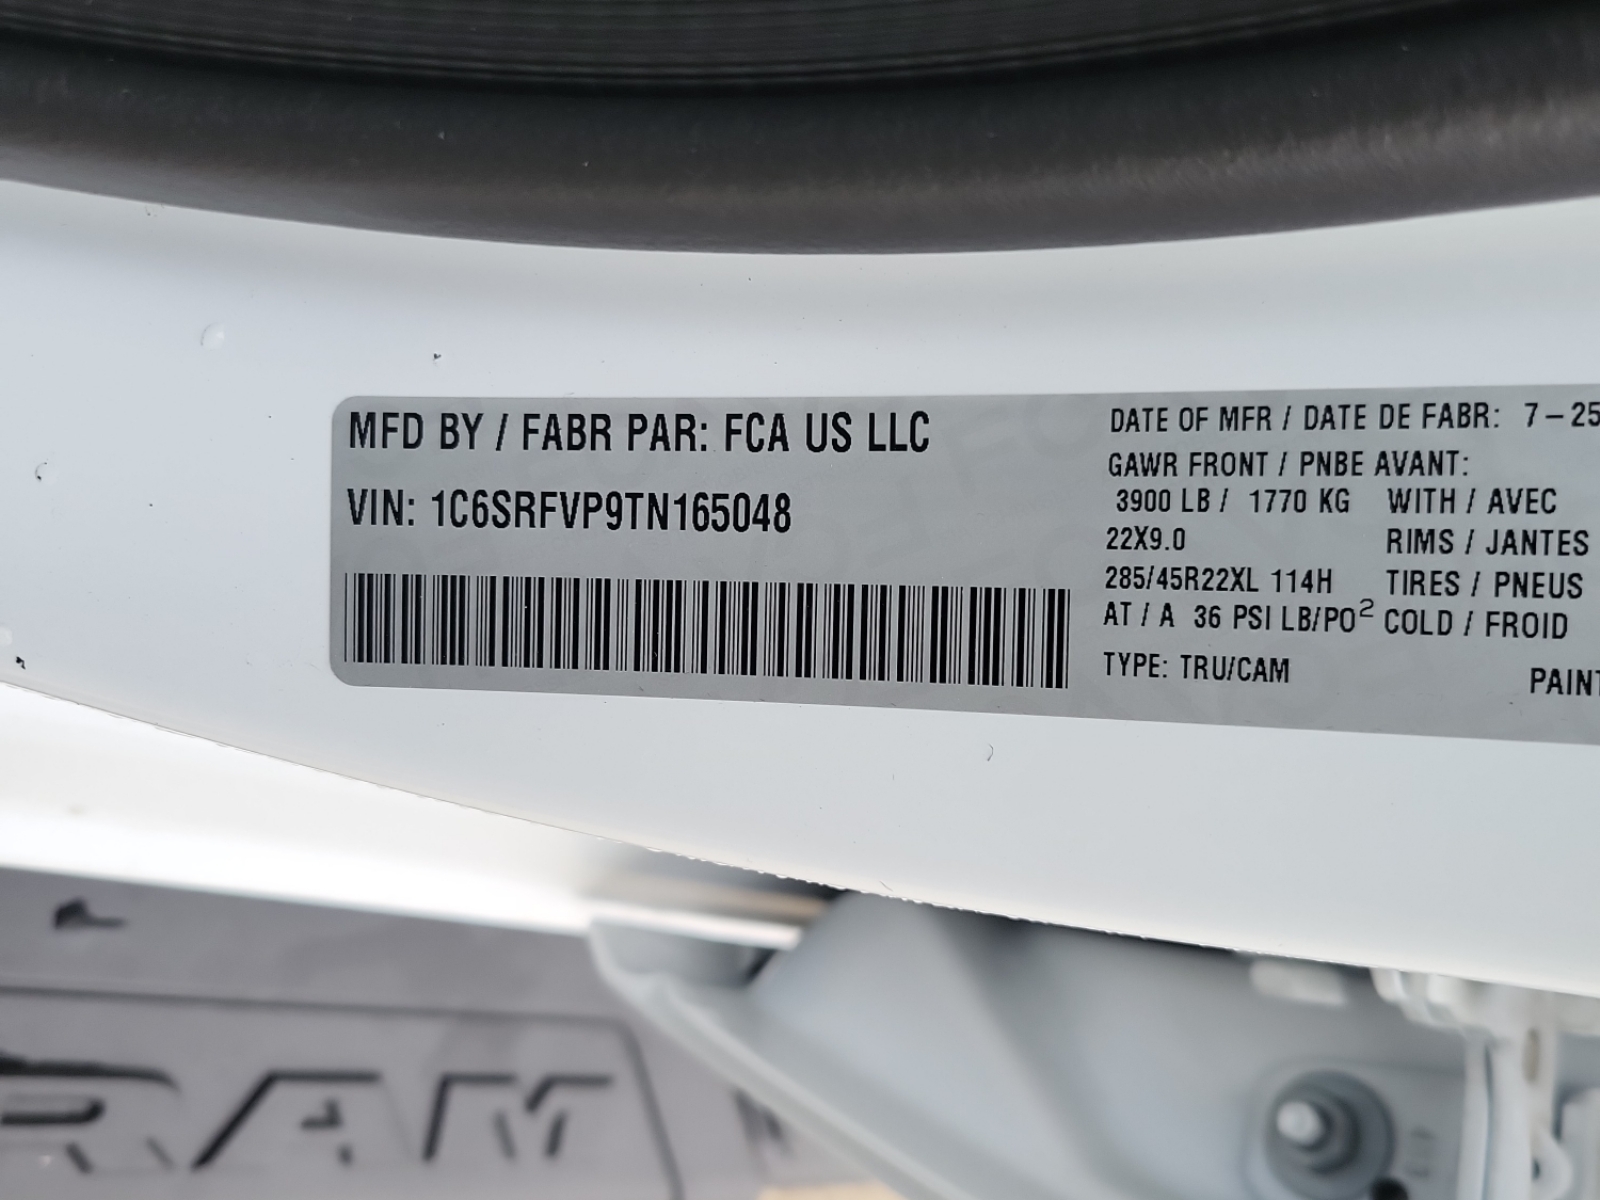 MFD BY / FABR PAR: FCA US LLC
VIN: 1C6SRFVP9TN165048
DATE OF MFR / DATE DE FABR: 7-25
GAWR FRONT / PNBE AVANT:
3900 LB / 1770 KG WITH / AVEC
22X9.0 RIMS / JANTES
285/45R22XL 114H TIRES / PNEUS
AT / A 36 PSI LB/PO² COLD / FROID
TYPE: TRU/CAM PAINT
RAM